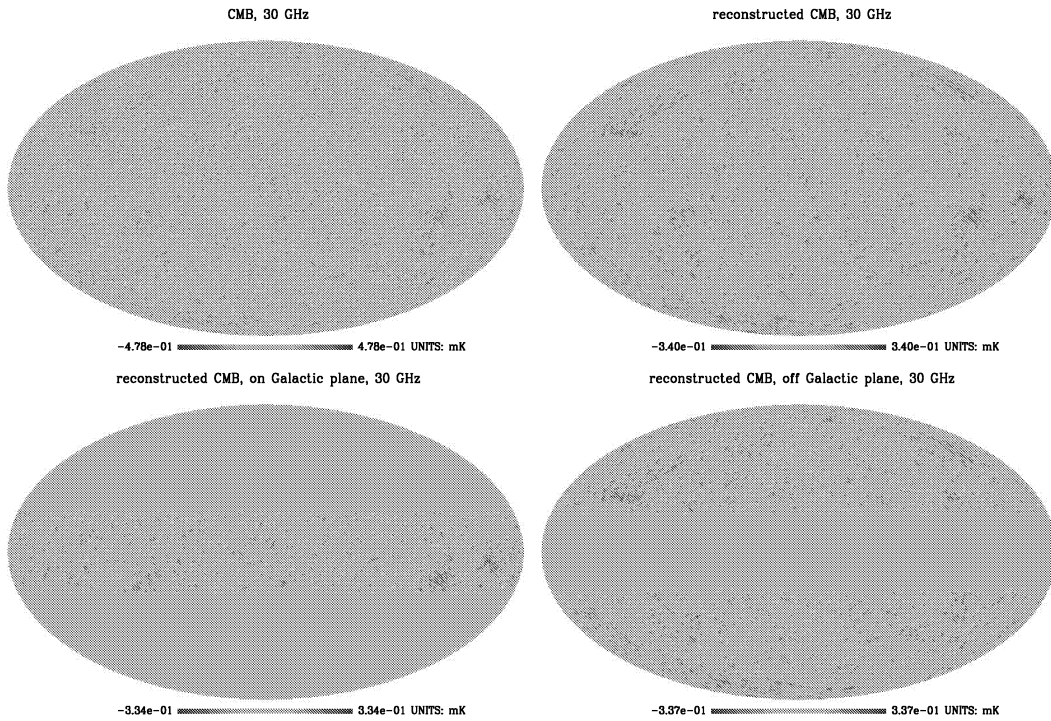 CMB, 30 GHz
reconstructed CMB, 30 GHz
-4.78e-01 4.78e-01 UNITS: mK
-3.40e-01 3.40e-01 UNITS: mK
reconstructed CMB, on Galactic plane, 30 GHz
reconstructed CMB, off Galactic plane, 30 GHz
-3.34e-01 3.34e-01 UNITS: mK
-3.37e-01 3.37e-01 UNITS: mK